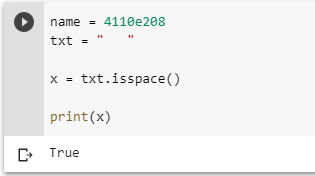 name = 4110e208
txt = "   "
x = txt.isspace()
print(x)
True